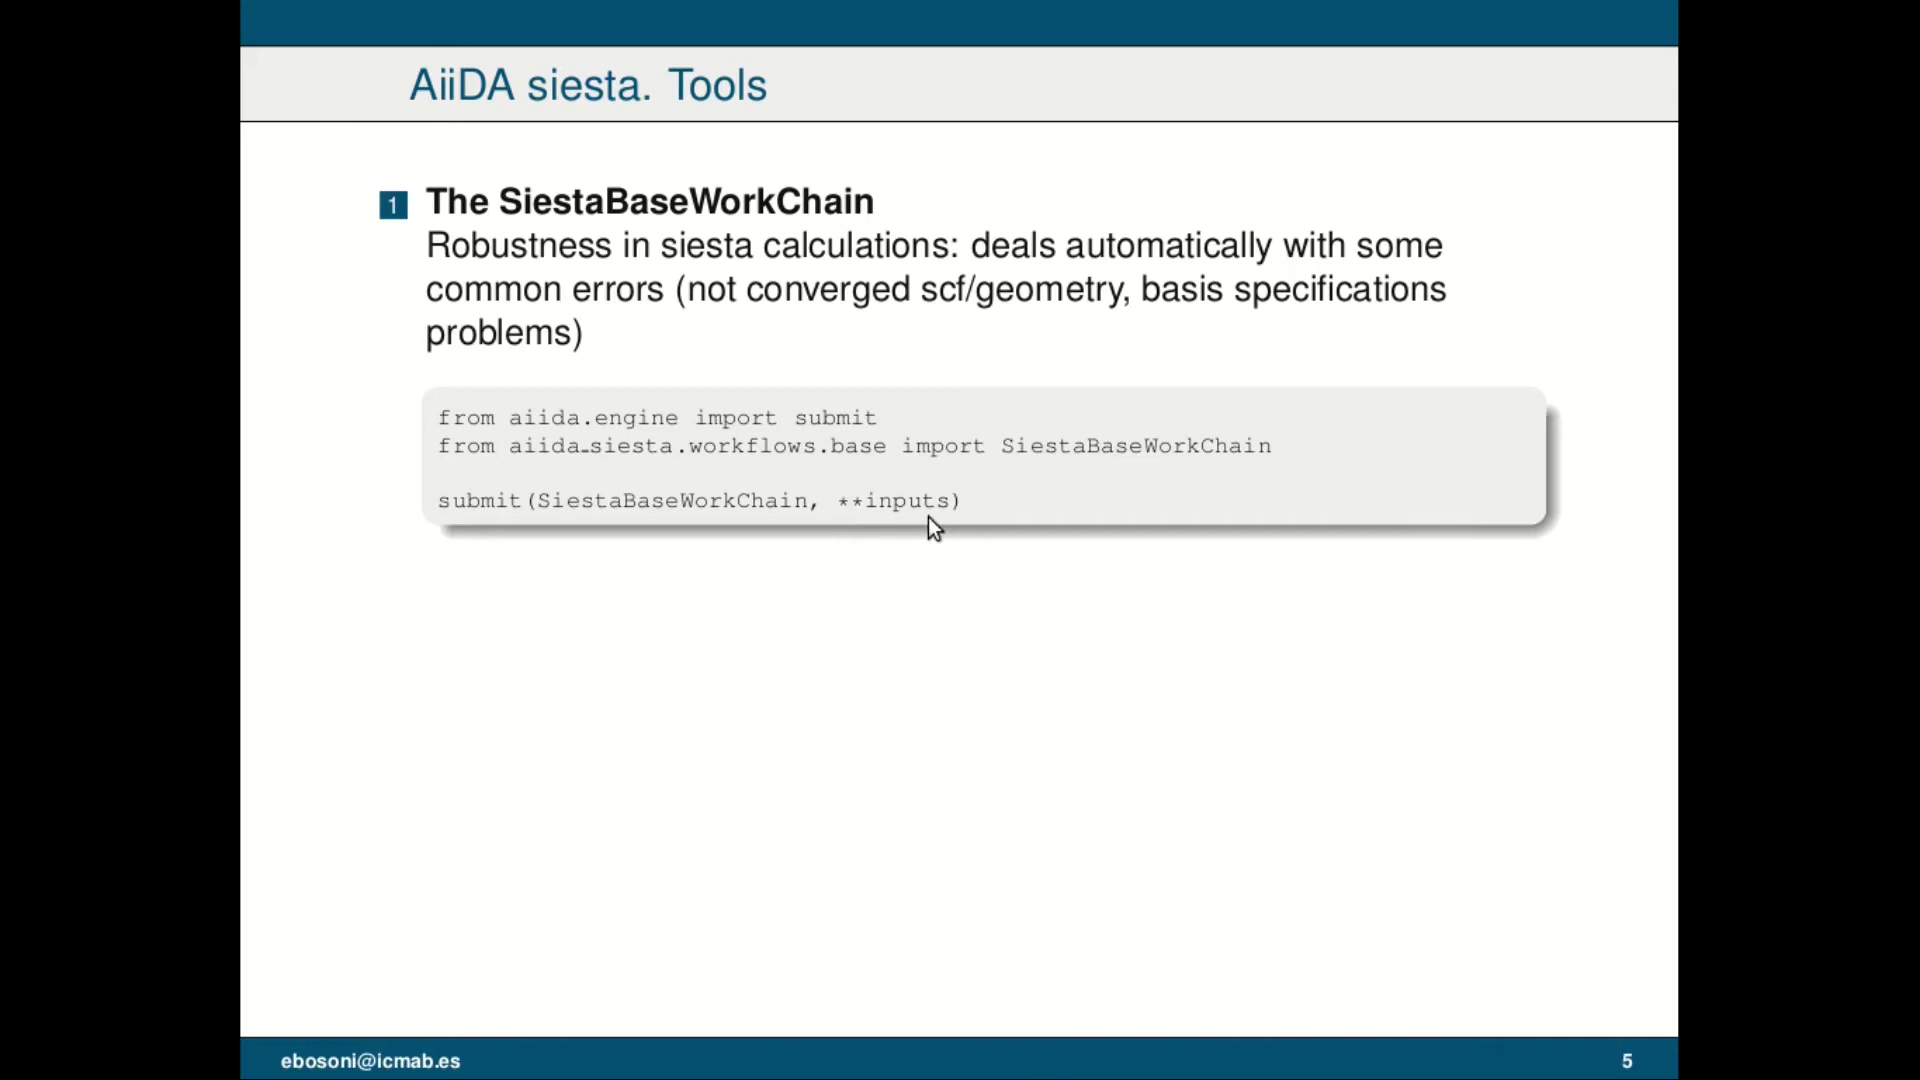 AiiDA siesta. Tools
1 The SiestaBaseWorkChain
Robustness in siesta calculations: deals automatically with some
common errors (not converged scf/geometry, basis specifications
problems)
from aiida.engine import submit
from aiida_siesta.workflows.base import SiestaBaseWorkChain
submit(SiestaBaseWorkChain, **inputs)
ebosoni@icmab.es
5